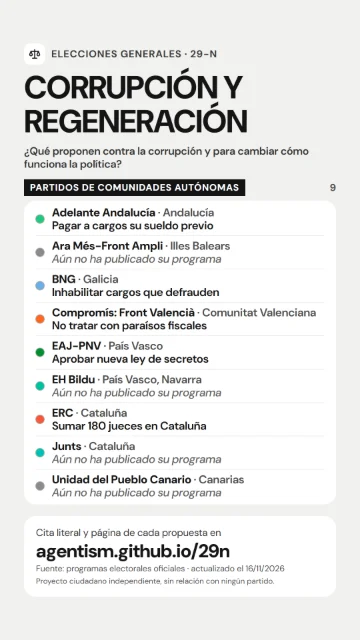 ELECCIONES GENERALES · 29-N
CORRUPCIÓN Y
REGENERACIÓN
¿Qué proponen contra la corrupción y para cambiar cómo
funciona la política?
PARTIDOS DE COMUNIDADES AUTÓNOMAS 9
Adelante Andalucía · Andalucía
Pagar a cargos su sueldo previo
Ara Més-Front Ampli · Illes Balears
Aún no ha publicado su programa
BNG · Galicia
Inhabilitar cargos que defrauden
Compromís: Front Valencià · Comunitat Valenciana
No tratar con paraísos fiscales
EAJ-PNV · País Vasco
Aprobar nueva ley de secretos
EH Bildu · País Vasco, Navarra
Aún no ha publicado su programa
ERC · Cataluña
Sumar 180 jueces en Cataluña
Junts · Cataluña
Aún no ha publicado su programa
Unidad del Pueblo Canario · Canarias
Aún no ha publicado su programa
Cita literal y página de cada propuesta en
agentism.github.io/29n
Fuente: programas electorales oficiales · actualizado el 16/11/2026
Proyecto ciudadano independiente, sin relación con ningún partido.